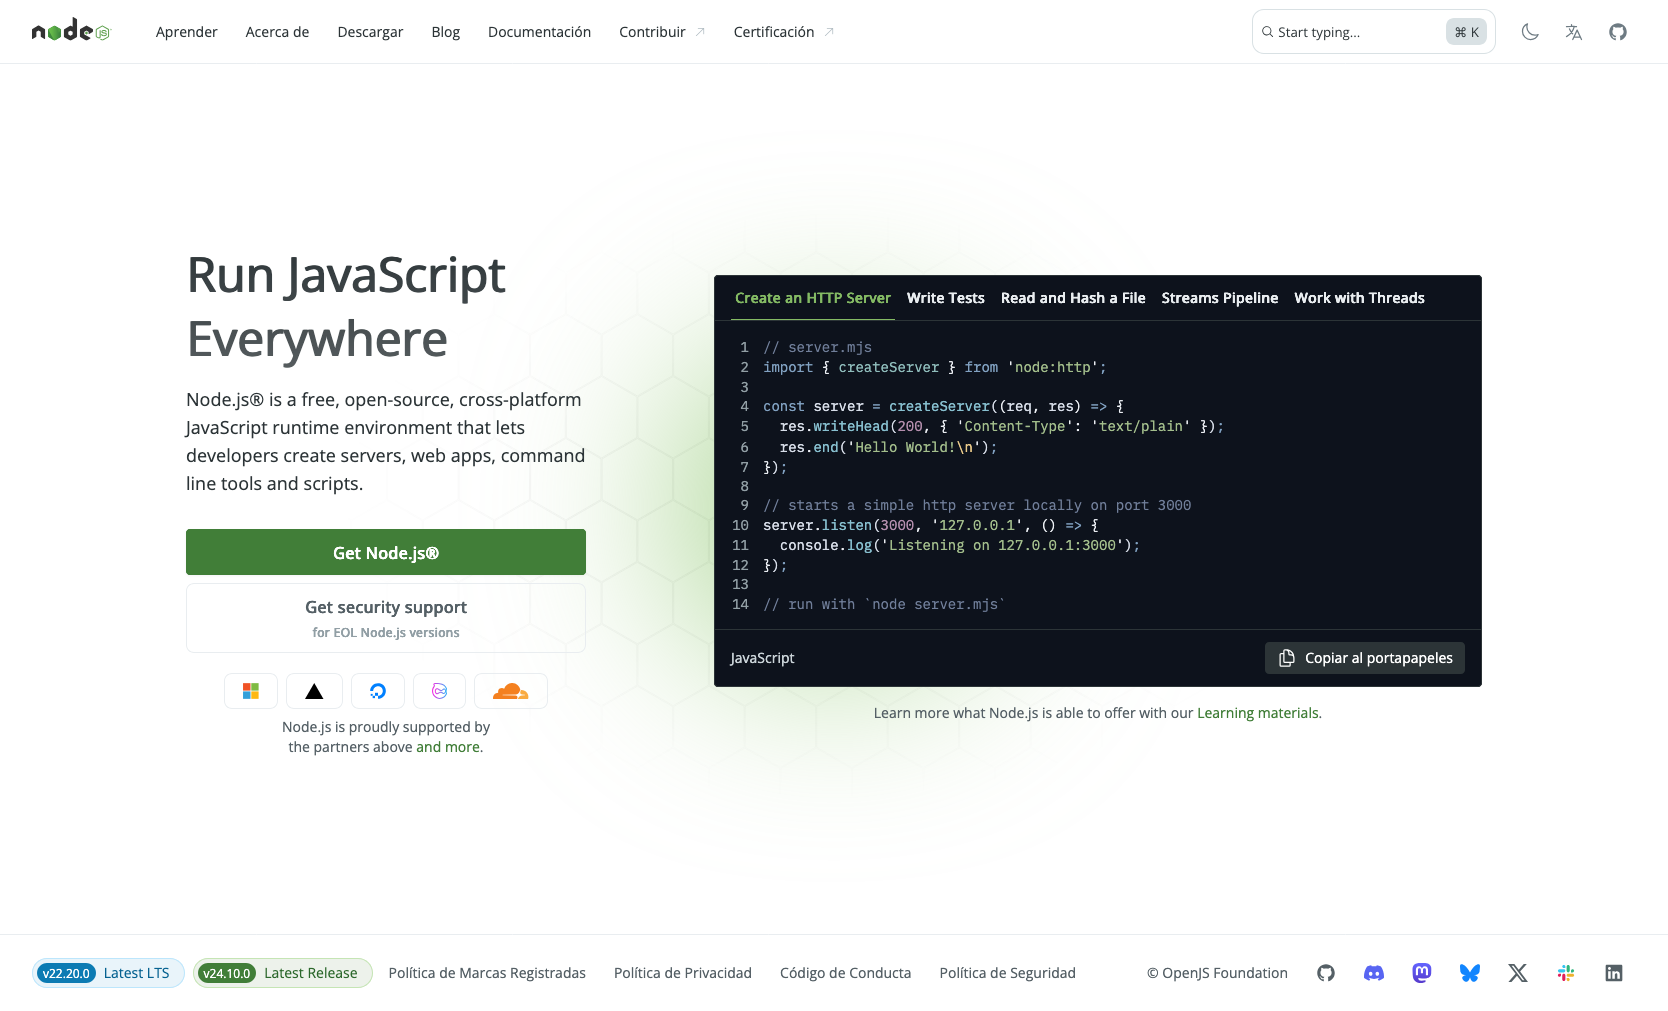 node JS
Aprender
Acerca de
Descargar
Blog
Documentación
Contribuir
Certificación
Start typing...
⌘ K
Run JavaScript
Everywhere
Node.js® is a free, open-source, cross-platform
JavaScript runtime environment that lets
developers create servers, web apps, command
line tools and scripts.
Get Node.js®
Get security support
for EOL Node.js versions
Node.js is proudly supported by
the partners above and more.
Create an HTTP Server
Write Tests
Read and Hash a File
Streams Pipeline
Work with Threads
1 // server.mjs
2 import { createServer } from 'node:http';
3
4 const server = createServer((req, res) => {
5   res.writeHead(200, { 'Content-Type': 'text/plain' });
6   res.end('Hello World!\n');
7 });
8
9 // starts a simple http server locally on port 3000
10 server.listen(3000, '127.0.0.1', () => {
11   console.log('Listening on 127.0.0.1:3000');
12 });
13
14 // run with `node server.mjs`
JavaScript
Copiar al portapapeles
Learn more what Node.js is able to offer with our Learning materials.
v22.20.0 Latest LTS
v24.10.0 Latest Release
Política de Marcas Registradas
Política de Privacidad
Código de Conducta
Política de Seguridad
© OpenJS Foundation